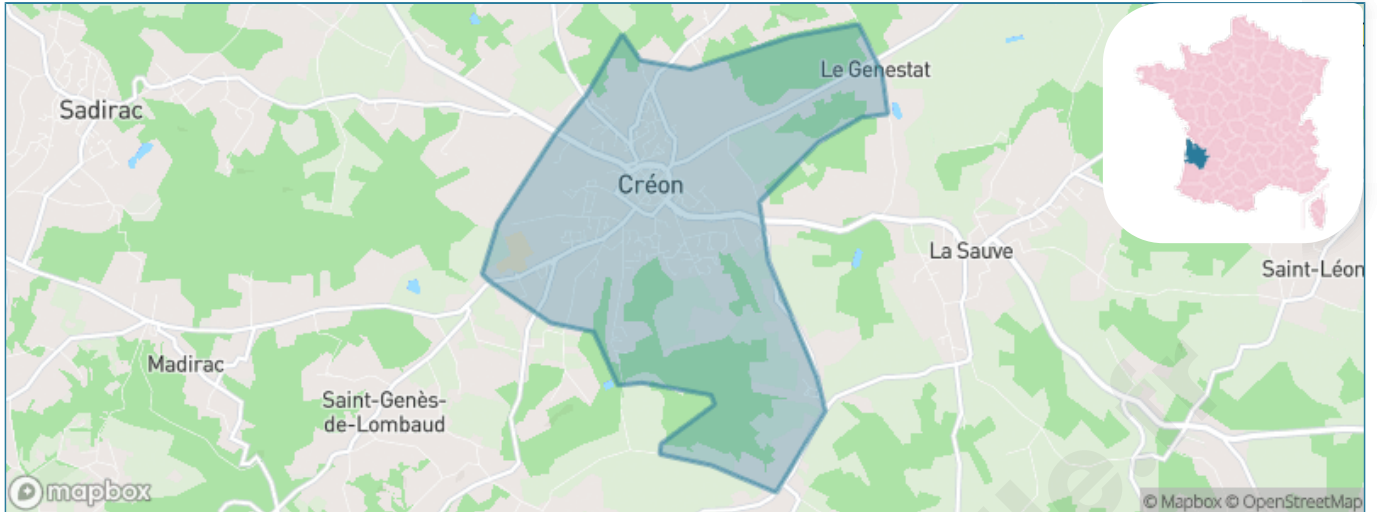 Le Genestat
Sadirac
Créon
La Sauve
Saint-Léon
Madirac
Saint-Genès-
de-Lombaud
mapbox
© Mapbox © OpenStreetMap